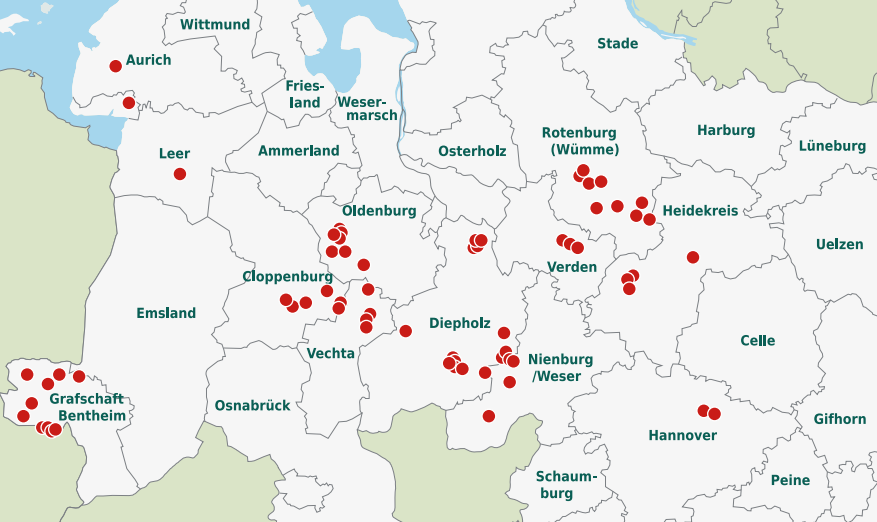 Wittmund
Stade
Aurich
Fries-
land
Weser-
marsch
Rotenburg
(Wümme)
Harburg
Lüneburg
Leer
Ammerland
Osterholz
Oldenburg
Heidekreis
Uelzen
Cloppenburg
Verden
Emsland
Diepholz
Celle
Vechta
Nienburg
/Weser
Grafschaft
Bentheim
Osnabrück
Gifhorn
Hannover
Schaum-
burg
Peine